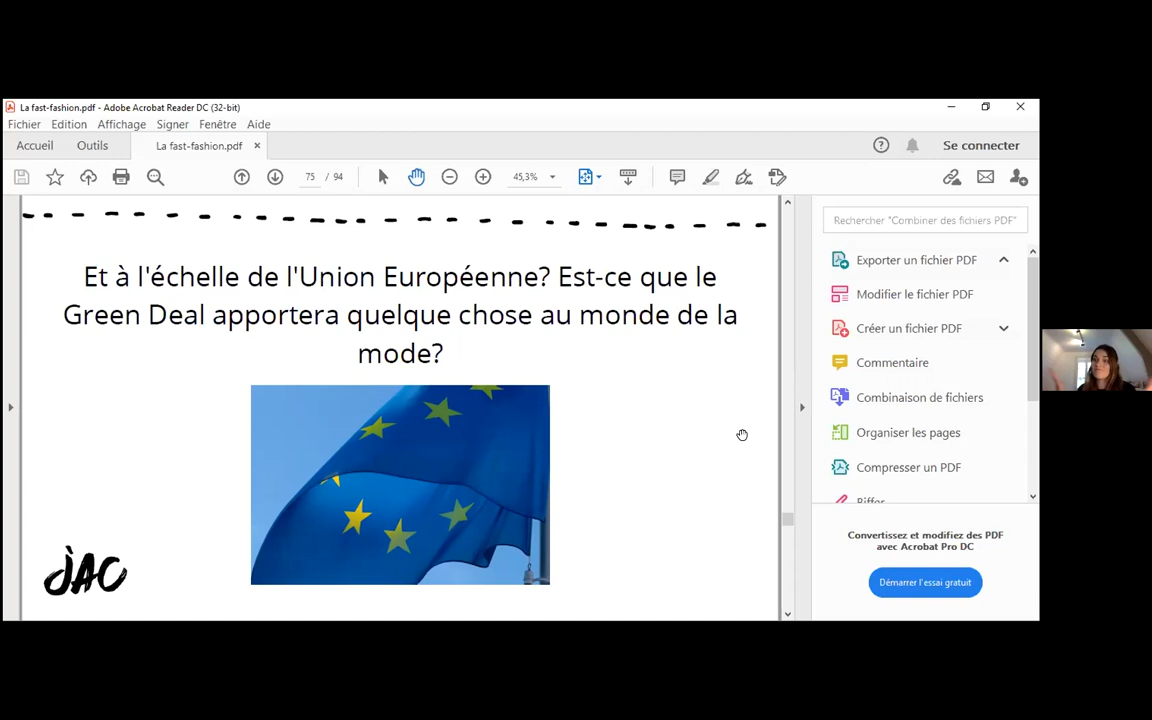 La fast-fashion.pdf - Adobe Acrobat Reader DC (32-bit)
Fichier Edition Affichage Signer Fenêtre Aide
Accueil Outils La fast-fashion.pdf Se connecter
75 / 94 45,3%
Rechercher "Combiner des fichiers PDF"
Et à l'échelle de l'Union Européenne? Est-ce que le
Green Deal apportera quelque chose au monde de la
mode?
JAC
Exporter un fichier PDF
Modifier le fichier PDF
Créer un fichier PDF
Commentaire
Combinaison de fichiers
Organiser les pages
Compresser un PDF
Biffer
Convertissez et modifiez des PDF
avec Acrobat Pro DC
Démarrer l'essai gratuit